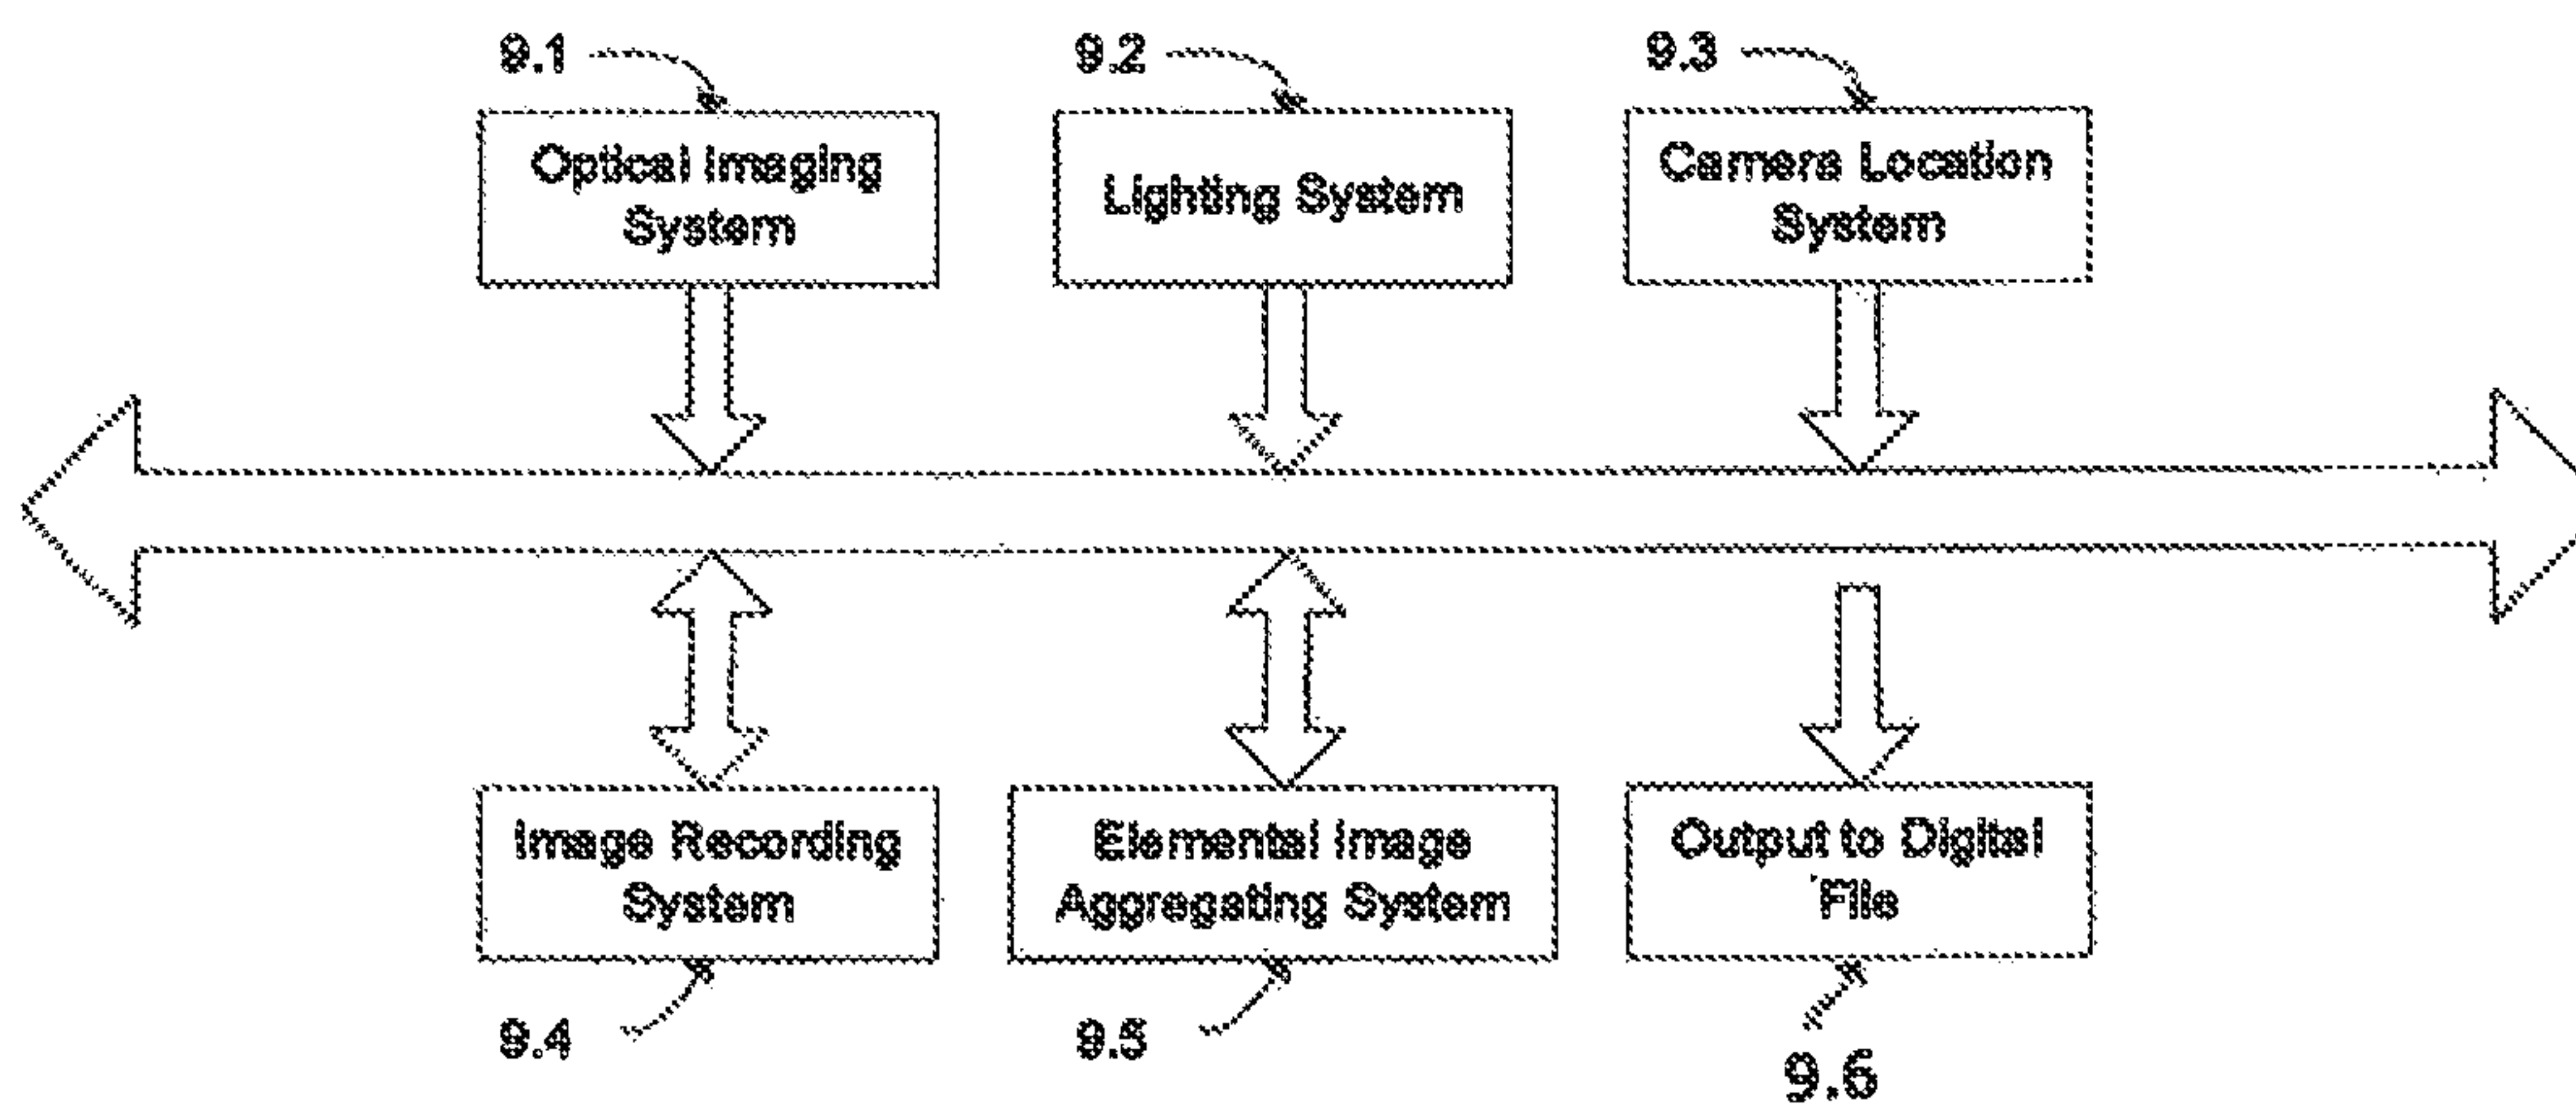 9.1
9.2
9.3
Optical Imaging
System
Lighting System
Camera Location
System
Image Recording
System
Elemental Image
Aggregating System
Output to Digital
File
9.4
9.5
9.6